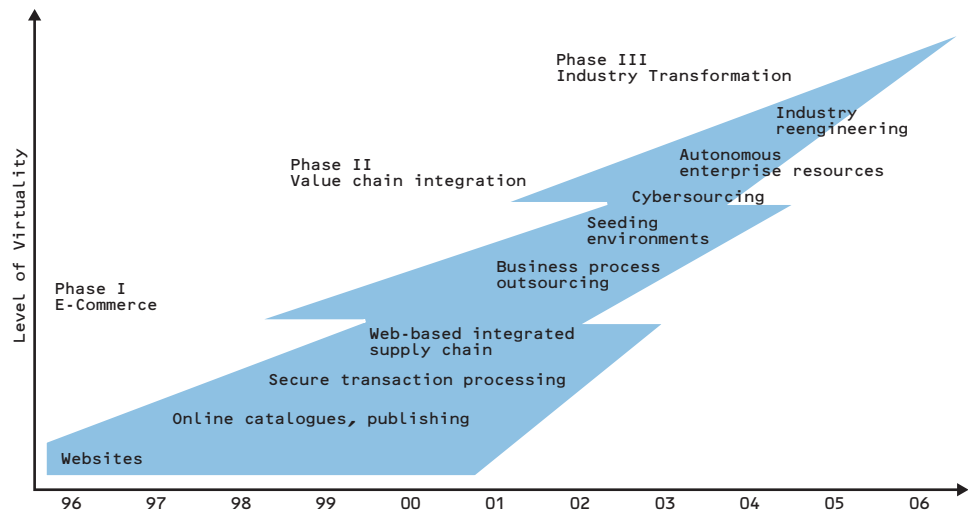 Phase III
Industry Transformation
Industry
reengineering
Phase II
Value chain integration
Autonomous
enterprise resources
Cybersourcing
Seeding
environments
Business process
outsourcing
Phase I
E-Commerce
Web-based integrated
supply chain
Secure transaction processing
Online catalogues, publishing
Websites
Level of Virtuality
96 97 98 99 00 01 02 03 04 05 06